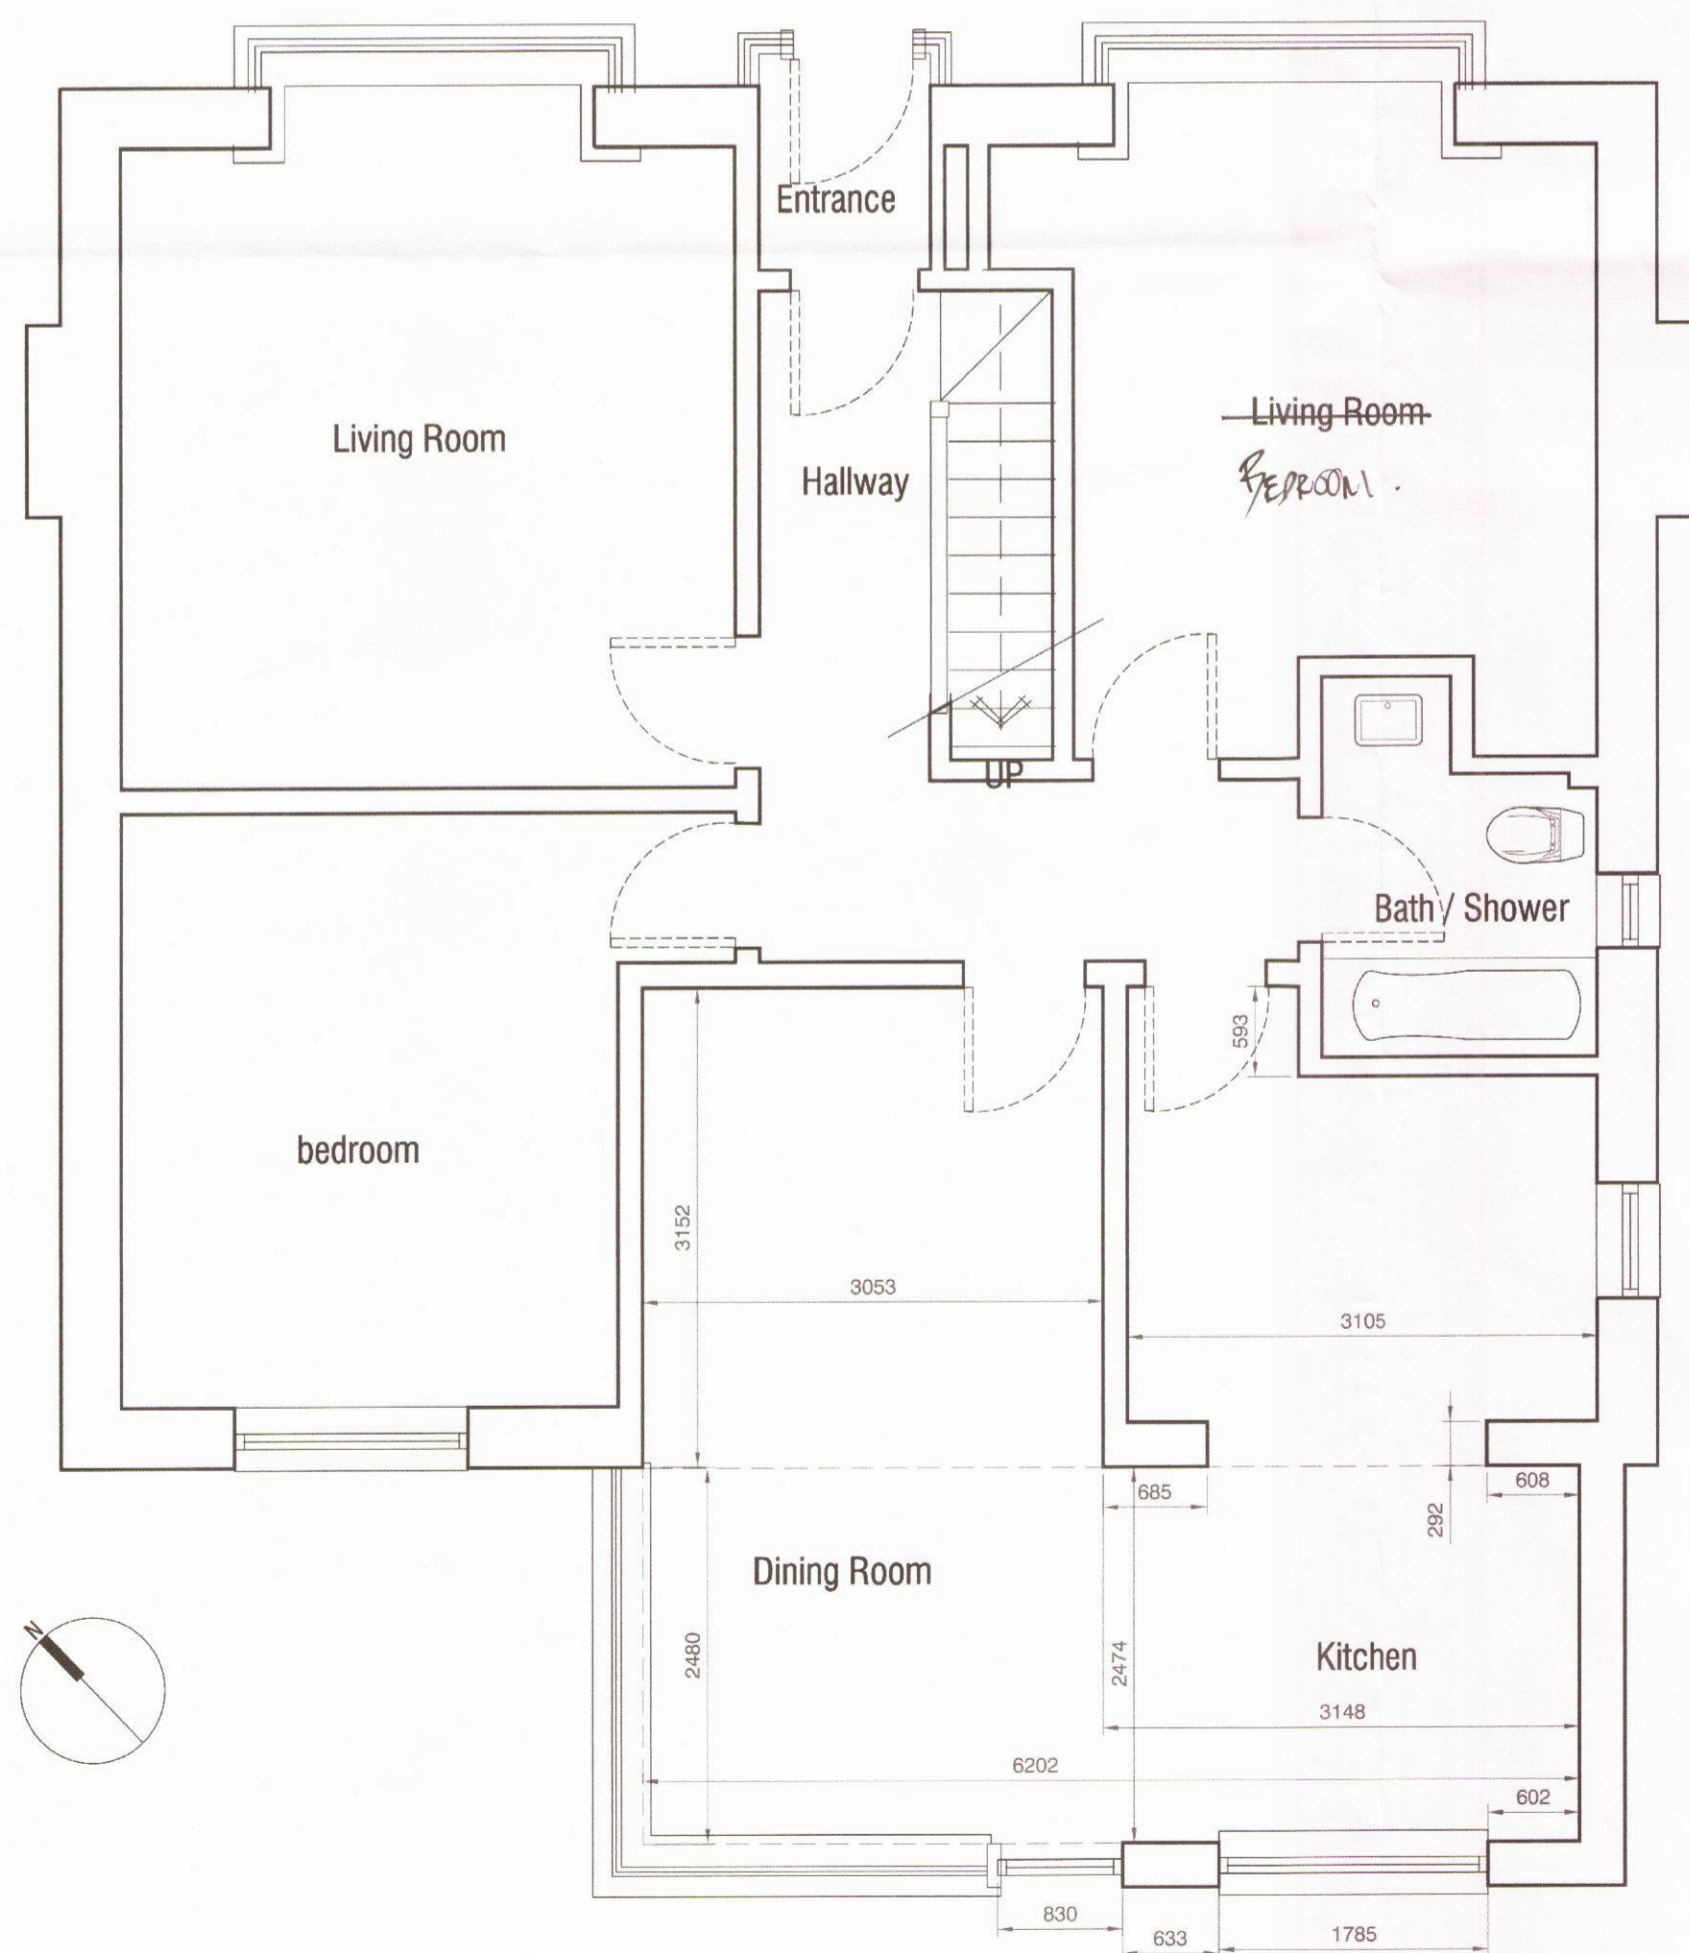 Entrance
Living Room
Living Room
BEDROOM .
Hallway
UP
Bath / Shower
593
bedroom
3152
3053
3105
685
608
292
Dining Room
N
2480
2474
Kitchen
3148
6202
602
830
633
1785